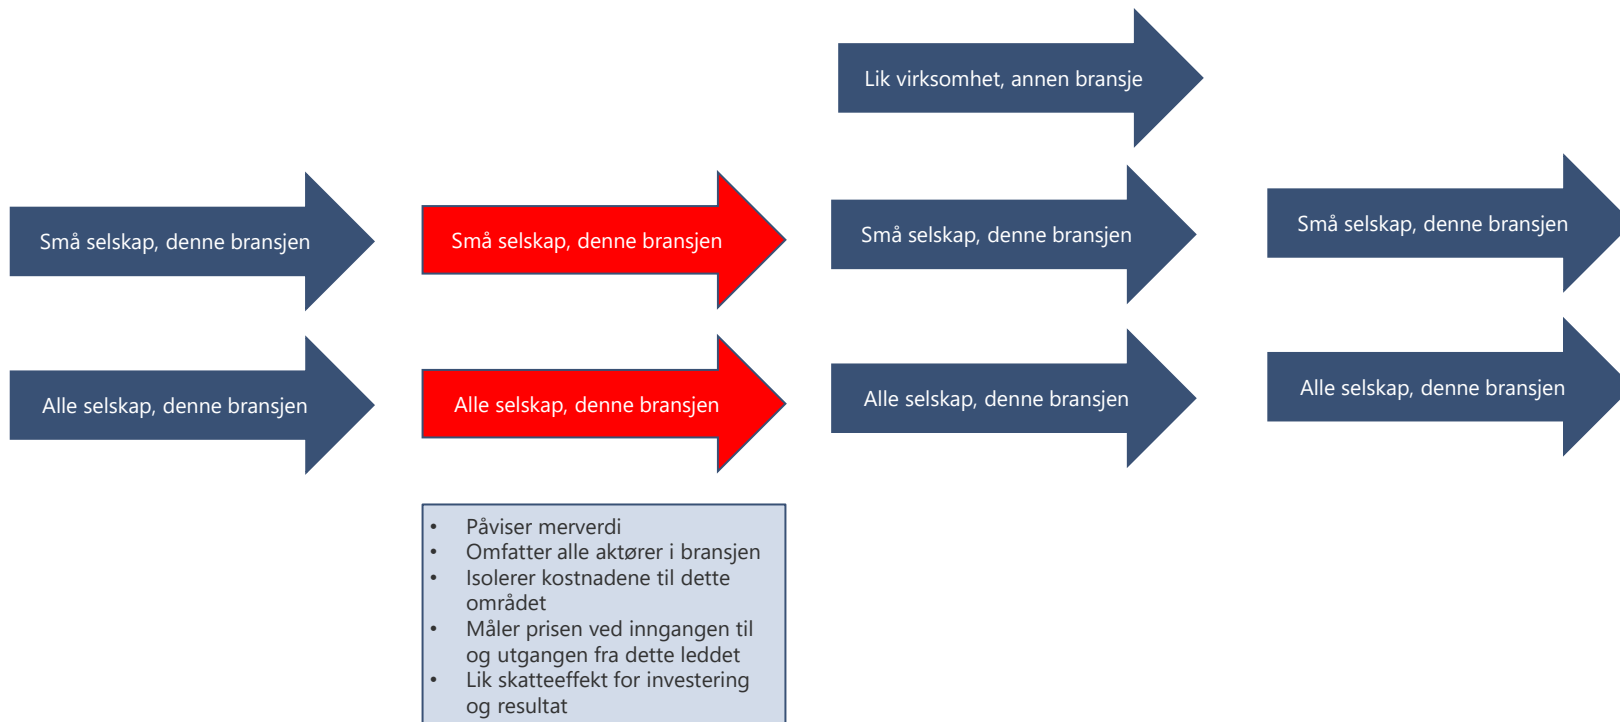 Lik virksomhet, annen bransje
Små selskap, denne bransjen
Små selskap, denne bransjen
Små selskap, denne bransjen
Små selskap, denne bransjen
Alle selskap, denne bransjen
Alle selskap, denne bransjen
Alle selskap, denne bransjen
Alle selskap, denne bransjen
• Påviser merverdi
• Omfatter alle aktører i bransjen
• Isolerer kostnadene til dette
området
• Måler prisen ved inngangen til
og utgangen fra dette leddet
• Lik skatteeffekt for investering
og resultat